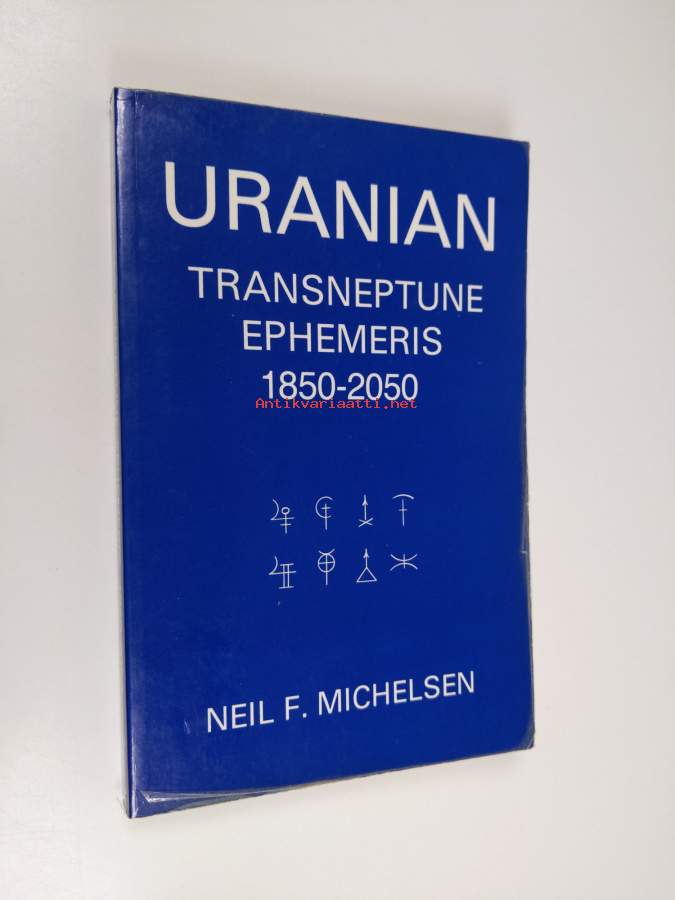 URANIAN
TRANSNEPTUNE
EPHEMERIS
1850-2050
Antikvariaatti.net
NEIL F. MICHELSEN